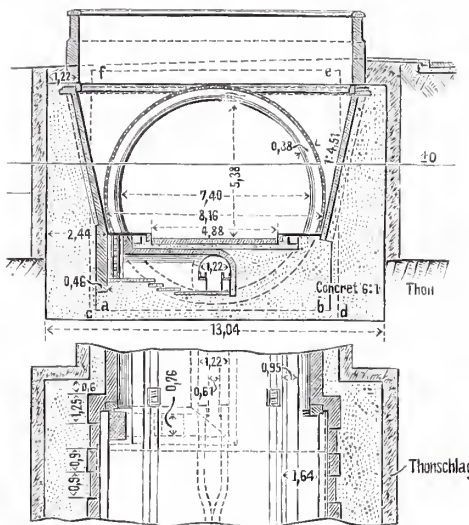 1,22 f e
±0
0,38
5,38
1:4,51
7,40
8,16
4,88
2,44
1,22
0,46
a
c
Concret 6:1
b
d
Thon
13,04
1,22
0,95
0,76
0,6
0,61
1,25
0,9
0,9
1,64
Thonschlag